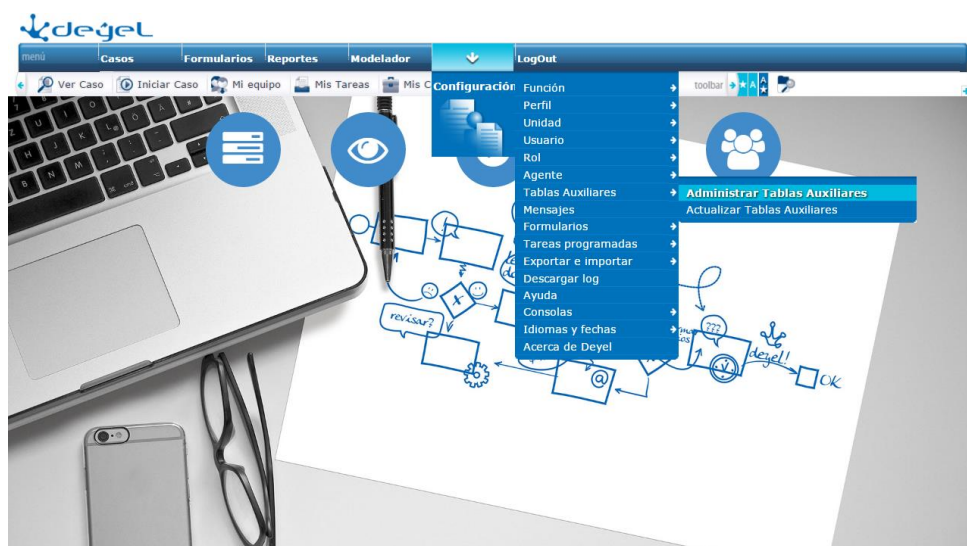 deyel
menú
Casos
Formularios
Reportes
Modelador
LogOut
Ver Caso
Iniciar Caso
Mi equipo
Mis Tareas
Mis C
Configuración
toolbar
Función
Perfil
Unidad
Usuario
Rol
Agente
Tablas Auxiliares
Administrar Tablas Auxiliares
Actualizar Tablas Auxiliares
Mensajes
Formularios
Tareas programadas
Exportar e importar
Descargar log
Ayuda
Consolas
Idiomas y fechas
Acerca de Deyel
revisar?
???
deyel!
OK
@